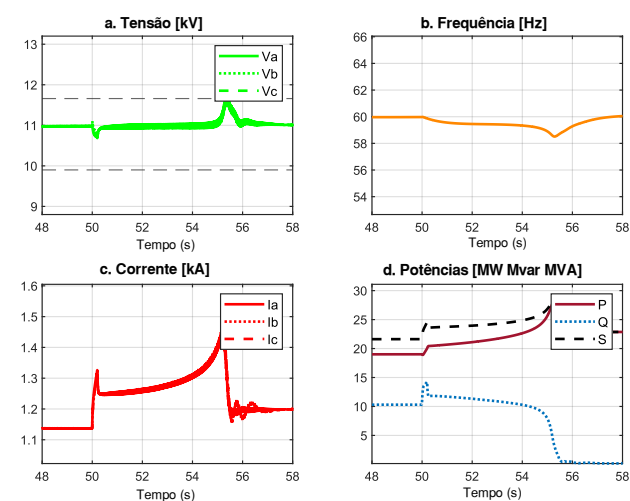 a. Tensão [kV]
13
12
11
10
9
48
50
52
54
56
58
Tempo (s)
Va
Vb
Vc
b. Frequência [Hz]
66
64
62
60
58
56
54
48
50
52
54
56
58
Tempo (s)
c. Corrente [kA]
1.6
1.5
1.4
1.3
1.2
1.1
48
50
52
54
56
58
Tempo (s)
Ia
Ib
Ic
d. Potências [MW Mvar MVA]
30
25
20
15
10
5
48
50
52
54
56
58
Tempo (s)
P
Q
S